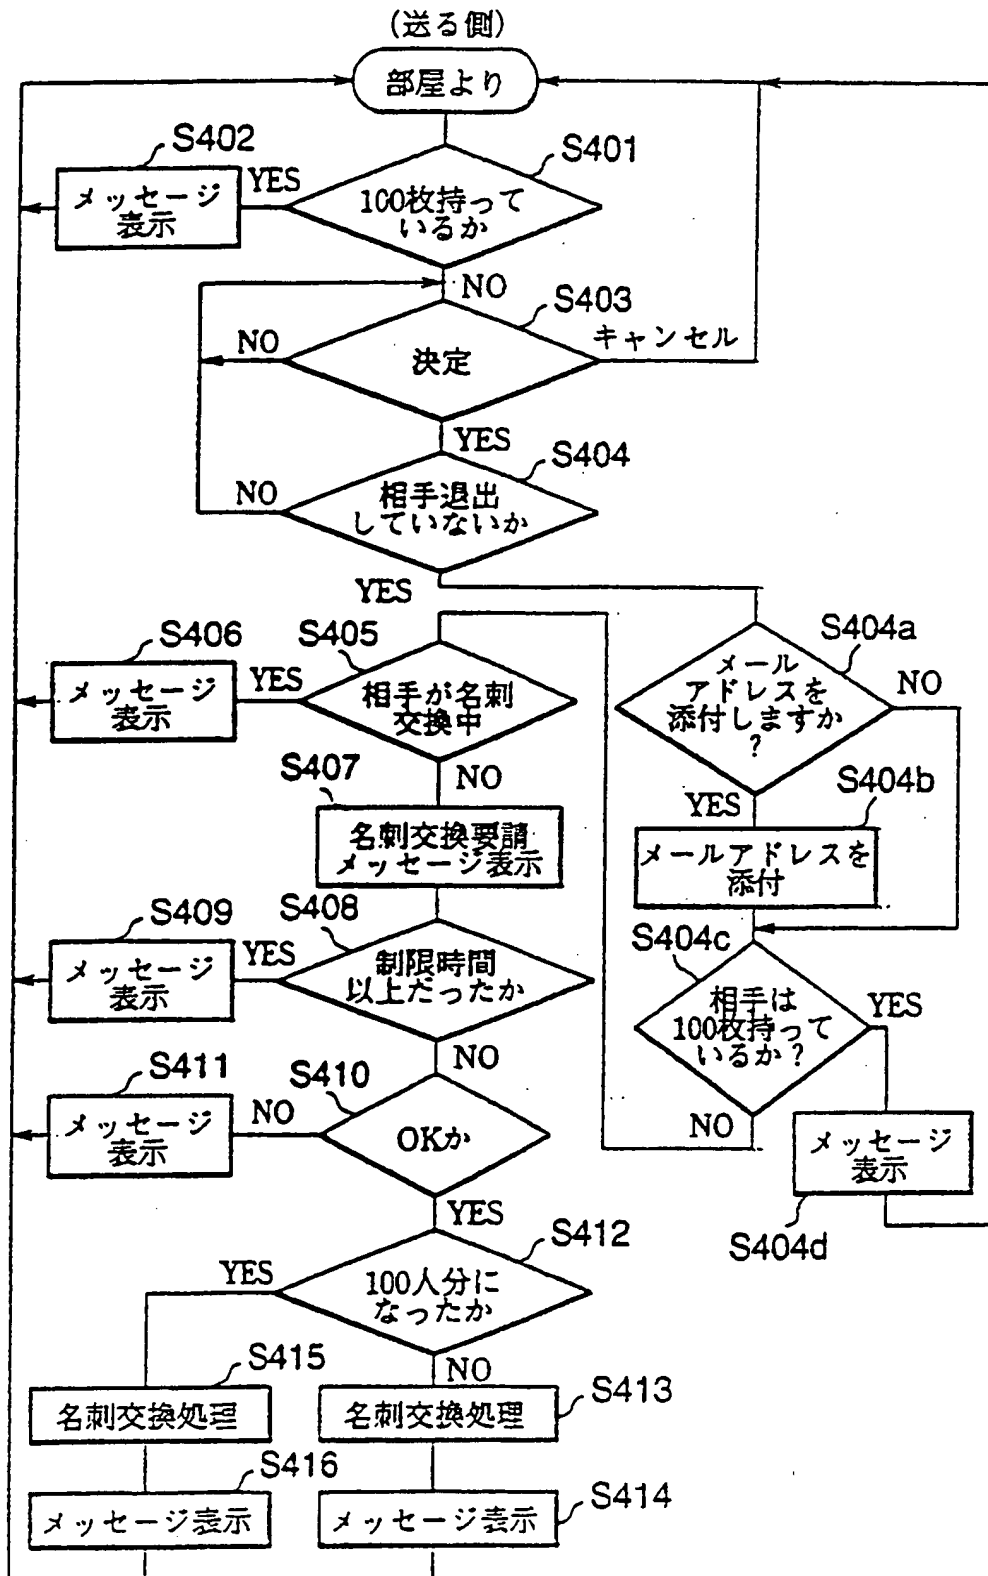 (送る側)
部屋より
S402
S401
メッセージ
表示
YES
100枚持って
いるか
NO
S403
NO
決定
キャンセル
YES
S404
NO
相手退出
していないか
YES
S404a
S406
S405
メール
アドレスを
添付しますか
?
NO
メッセージ
表示
YES
相手が名刺
交換中
S407
NO
YES
S404b
名刺交換要請
メッセージ表示
メールアドレスを
添付
S409
S408
S404c
メッセージ
表示
YES
制限時間
以上だったか
相手は
100枚持って
いるか?
YES
NO
S411
S410
メッセージ
表示
NO
OKか
NO
メッセージ
表示
S404d
YES
S412
YES
100人分に
なったか
S415
NO
S413
名刺交換処理
名刺交換処理
S416
S414
メッセージ表示
メッセージ表示